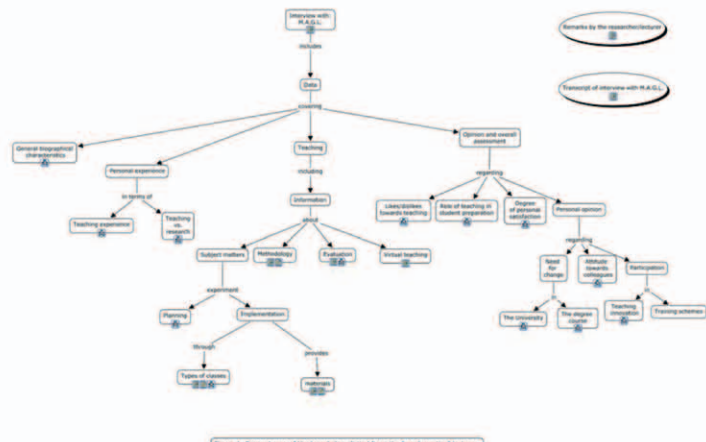 Interview with
M.A.G.L.
Remarks by the researcher/lecturer
includes
Data
Transcript of interview with M.A.G.L.
covering
General biographical
characteristics
Personal experience
Teaching
Opinion and overall
assessment
in terms of
including
regarding
Teaching experience
Teaching
vs.
research
Information
Likes/dislikes
towards teaching
Role of teaching in
student preparation
Degree
of personal
satisfaction
Personal opinion
about
regarding
Subject matters
Methodology
Evaluation
Virtual teaching
Need
for
change
Attitude
towards
colleagues
Participation
experiment
in
in
Planning
Implementation
The University
The degree
course
Teaching
innovation
Training schemes
through
provides
Types of classes
materials